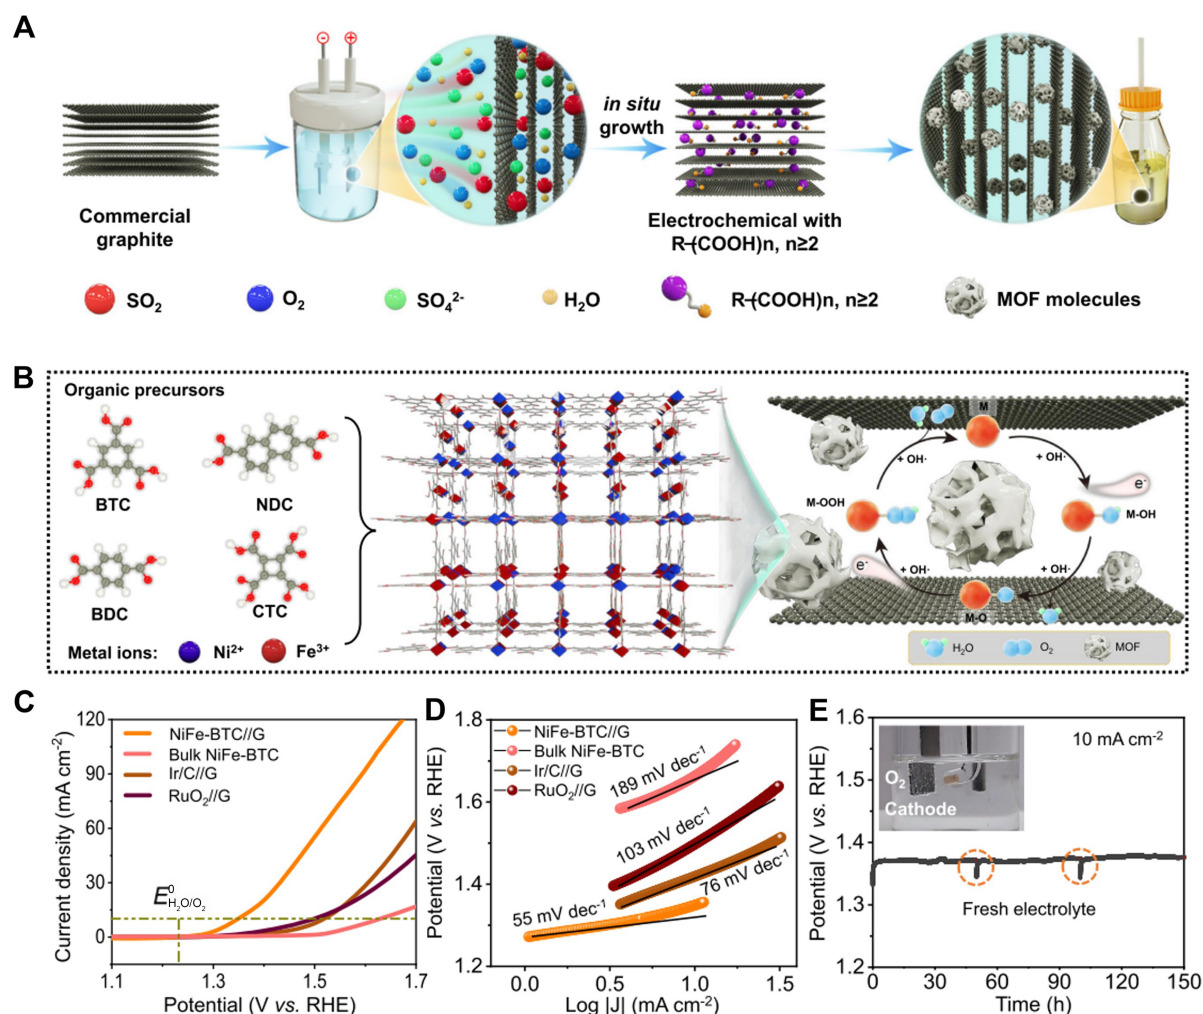 A
in situ
growth
Commercial
graphite
Electrochemical with
R-(COOH)n, n≥2
SO₂
O₂
SO₄²⁻
H₂O
R-(COOH)n, n≥2
MOF molecules
B
Organic precursors
BTC
NDC
BDC
CTC
Metal ions:
Ni²⁺
Fe³⁺
M
+ OH·
+ OH·
e⁻
M-OOH
M-OH
+ OH·
+ OH·
e⁻
M-O
H₂O
O₂
MOF
C
Current density (mA cm⁻²)
120
90
60
30
0
NiFe-BTC//G
Bulk NiFe-BTC
Ir/C//G
RuO₂//G
E⁰H₂O/O₂
1.1
1.3
1.5
1.7
Potential (V vs. RHE)
D
Potential (V vs. RHE)
1.8
1.6
1.4
1.2
NiFe-BTC//G
Bulk NiFe-BTC
Ir/C//G
RuO₂//G
189 mV dec⁻¹
103 mV dec⁻¹
76 mV dec⁻¹
55 mV dec⁻¹
0.0
0.5
1.0
1.5
Log |J| (mA cm⁻²)
E
Potential (V vs. RHE)
1.6
1.5
1.4
1.3
1.2
10 mA cm⁻²
O₂
Cathode
Fresh electrolyte
0
30
60
90
120
150
Time (h)